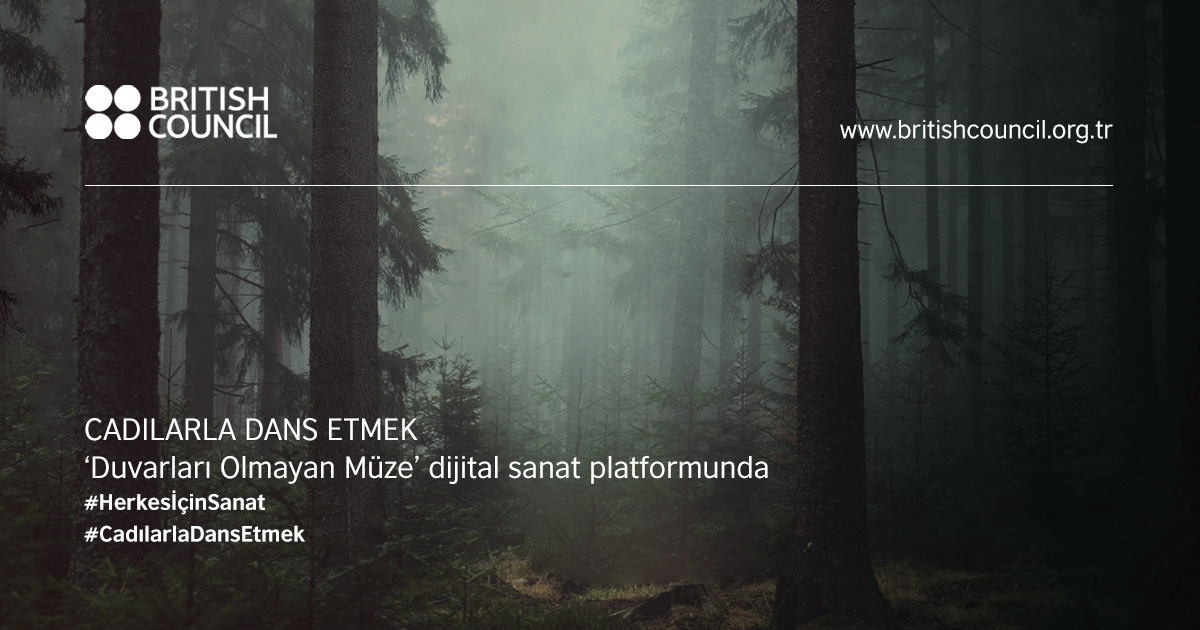 BRITISH
COUNCIL
www.britishcouncil.org.tr
CADILARLA DANS ETMEK
‘Duvarları Olmayan Müze’ dijital sanat platformunda
#HerkesİçinSanat
#CadılarlaDansEtmek